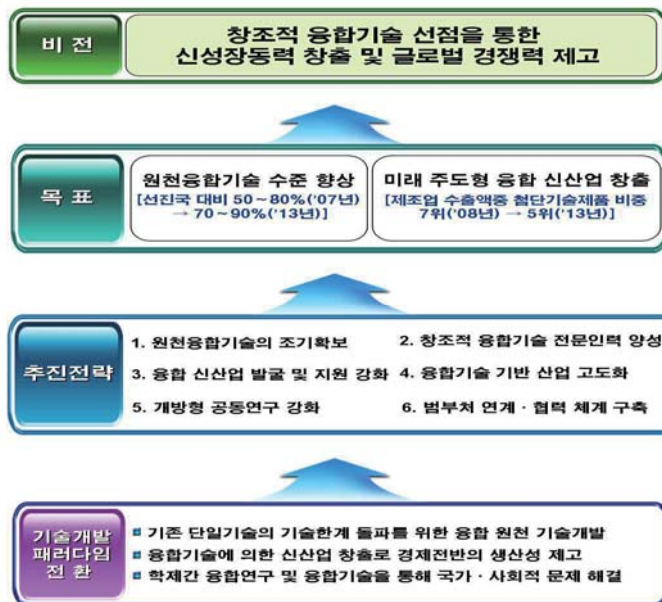 비 전
창조적 융합기술 선점을 통한
신성장동력 창출 및 글로벌 경쟁력 제고
목 표
원천융합기술 수준 향상
[선진국 대비 50~80%('07년)
→ 70~90%('13년)]
미래 주도형 융합 신산업 창출
[제조업 수출액중 첨단기술제품 비중
7위('08년) → 5위('13년)]
추진전략
1. 원천융합기술의 조기확보
2. 창조적 융합기술 전문인력 양성
3. 융합 신산업 발굴 및 지원 강화
4. 융합기술 기반 산업 고도화
5. 개방형 공동연구 강화
6. 범부처 연계 · 협력 체계 구축
기술개발
패러다임
전 환
기존 단일기술의 기술한계 돌파를 위한 융합 원천 기술개발
융합기술에 의한 신산업 창출로 경제전반의 생산성 제고
학제간 융합연구 및 융합기술을 통해 국가 · 사회적 문제 해결